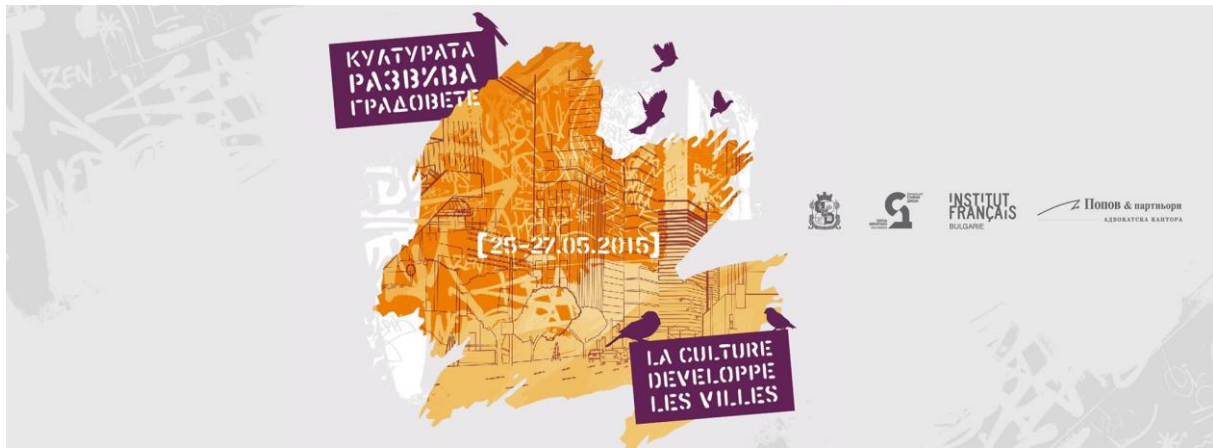 КУЛТУРАТА
РАЗВИВА
ГРАДОВЕТЕ
ZEN
[25-27.05.2015]
INSTITUT
FRANÇAIS
BULGARIE
Попов & партньори
АДВОКАТСКА КАНТОРА
LA CULTURE
DEVELOPPE
LES VILLES